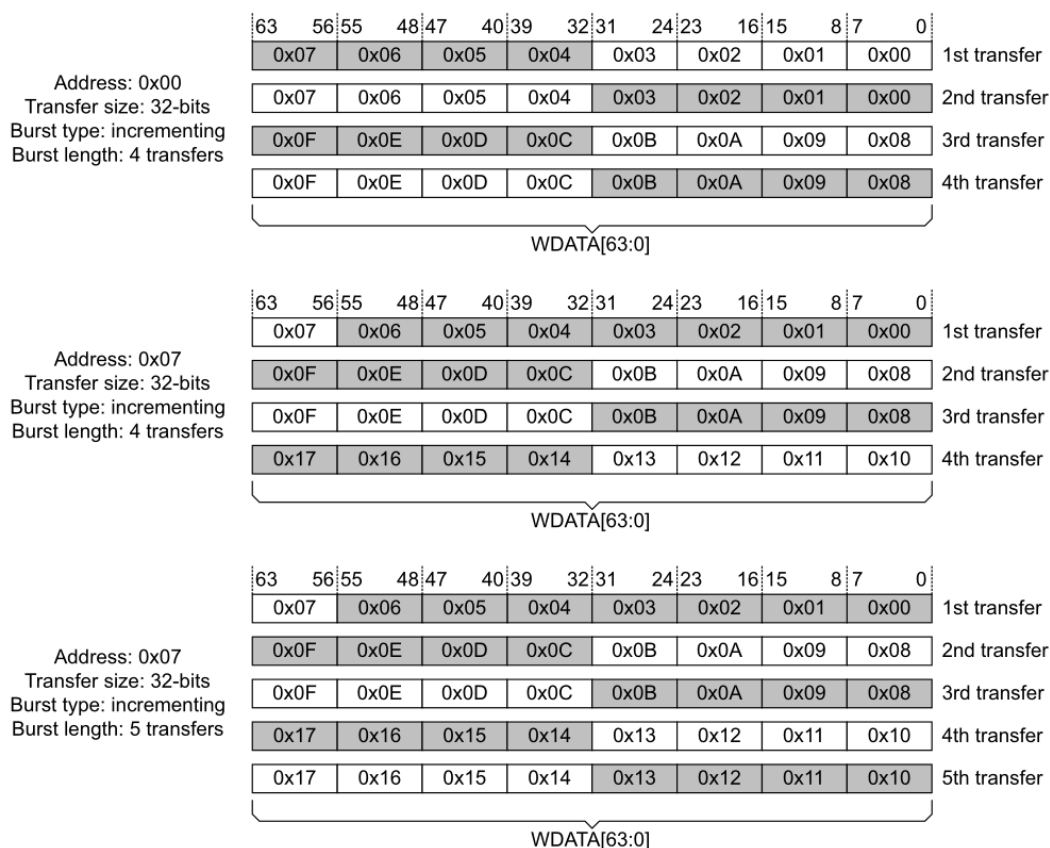 63 56 55 48 47 40 39 32 31 24 23 16 15 8 7 0
Address: 0x00
Transfer size: 32-bits
Burst type: incrementing
Burst length: 4 transfers
0x07 0x06 0x05 0x04 0x03 0x02 0x01 0x00 1st transfer
0x07 0x06 0x05 0x04 0x03 0x02 0x01 0x00 2nd transfer
0x0F 0x0E 0x0D 0x0C 0x0B 0x0A 0x09 0x08 3rd transfer
0x0F 0x0E 0x0D 0x0C 0x0B 0x0A 0x09 0x08 4th transfer
WDATA[63:0]
63 56 55 48 47 40 39 32 31 24 23 16 15 8 7 0
Address: 0x07
Transfer size: 32-bits
Burst type: incrementing
Burst length: 4 transfers
0x07 0x06 0x05 0x04 0x03 0x02 0x01 0x00 1st transfer
0x0F 0x0E 0x0D 0x0C 0x0B 0x0A 0x09 0x08 2nd transfer
0x0F 0x0E 0x0D 0x0C 0x0B 0x0A 0x09 0x08 3rd transfer
0x17 0x16 0x15 0x14 0x13 0x12 0x11 0x10 4th transfer
WDATA[63:0]
63 56 55 48 47 40 39 32 31 24 23 16 15 8 7 0
Address: 0x07
Transfer size: 32-bits
Burst type: incrementing
Burst length: 5 transfers
0x07 0x06 0x05 0x04 0x03 0x02 0x01 0x00 1st transfer
0x0F 0x0E 0x0D 0x0C 0x0B 0x0A 0x09 0x08 2nd transfer
0x0F 0x0E 0x0D 0x0C 0x0B 0x0A 0x09 0x08 3rd transfer
0x17 0x16 0x15 0x14 0x13 0x12 0x11 0x10 4th transfer
0x17 0x16 0x15 0x14 0x13 0x12 0x11 0x10 5th transfer
WDATA[63:0]